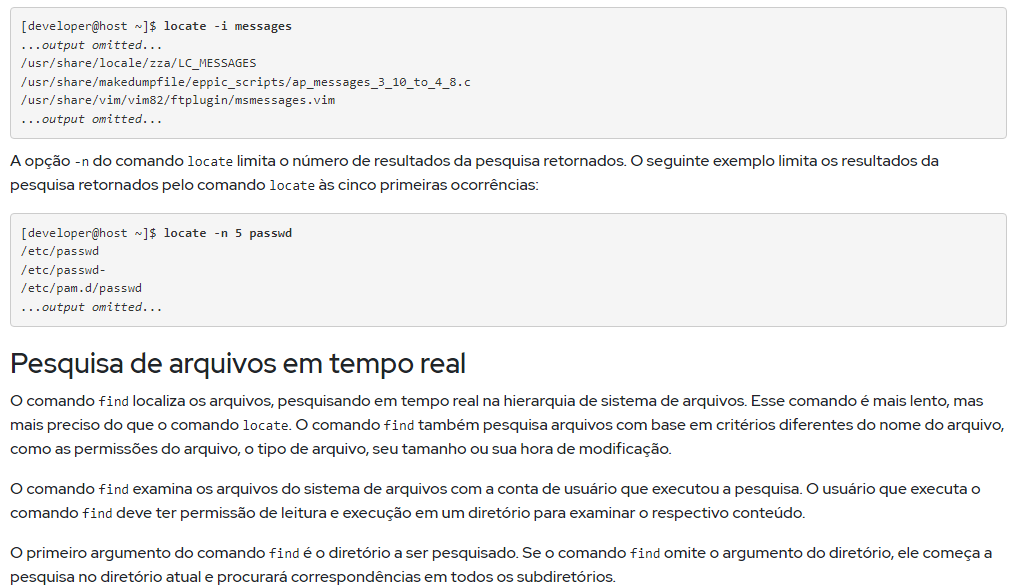 [developer@host ~]$ locate -i messages
...output omitted...
/usr/share/locale/zza/LC_MESSAGES
/usr/share/makedumpfile/eppic_scripts/ap_messages_3_10_to_4_8.c
/usr/share/vim/vim82/ftplugin/msmessages.vim
...output omitted...
A opção -n do comando locate limita o número de resultados da pesquisa retornados. O seguinte exemplo limita os resultados da
pesquisa retornados pelo comando locate às cinco primeiras ocorrências:
[developer@host ~]$ locate -n 5 passwd
/etc/passwd
/etc/passwd-
/etc/pam.d/passwd
...output omitted...
Pesquisa de arquivos em tempo real
O comando find localiza os arquivos, pesquisando em tempo real na hierarquia de sistema de arquivos. Esse comando é mais lento, mas
mais preciso do que o comando locate. O comando find também pesquisa arquivos com base em critérios diferentes do nome do arquivo,
como as permissões do arquivo, o tipo de arquivo, seu tamanho ou sua hora de modificação.
O comando find examina os arquivos do sistema de arquivos com a conta de usuário que executou a pesquisa. O usuário que executa o
comando find deve ter permissão de leitura e execução em um diretório para examinar o respectivo conteúdo.
O primeiro argumento do comando find é o diretório a ser pesquisado. Se o comando find omite o argumento do diretório, ele começa a
pesquisa no diretório atual e procurará correspondências em todos os subdiretórios.